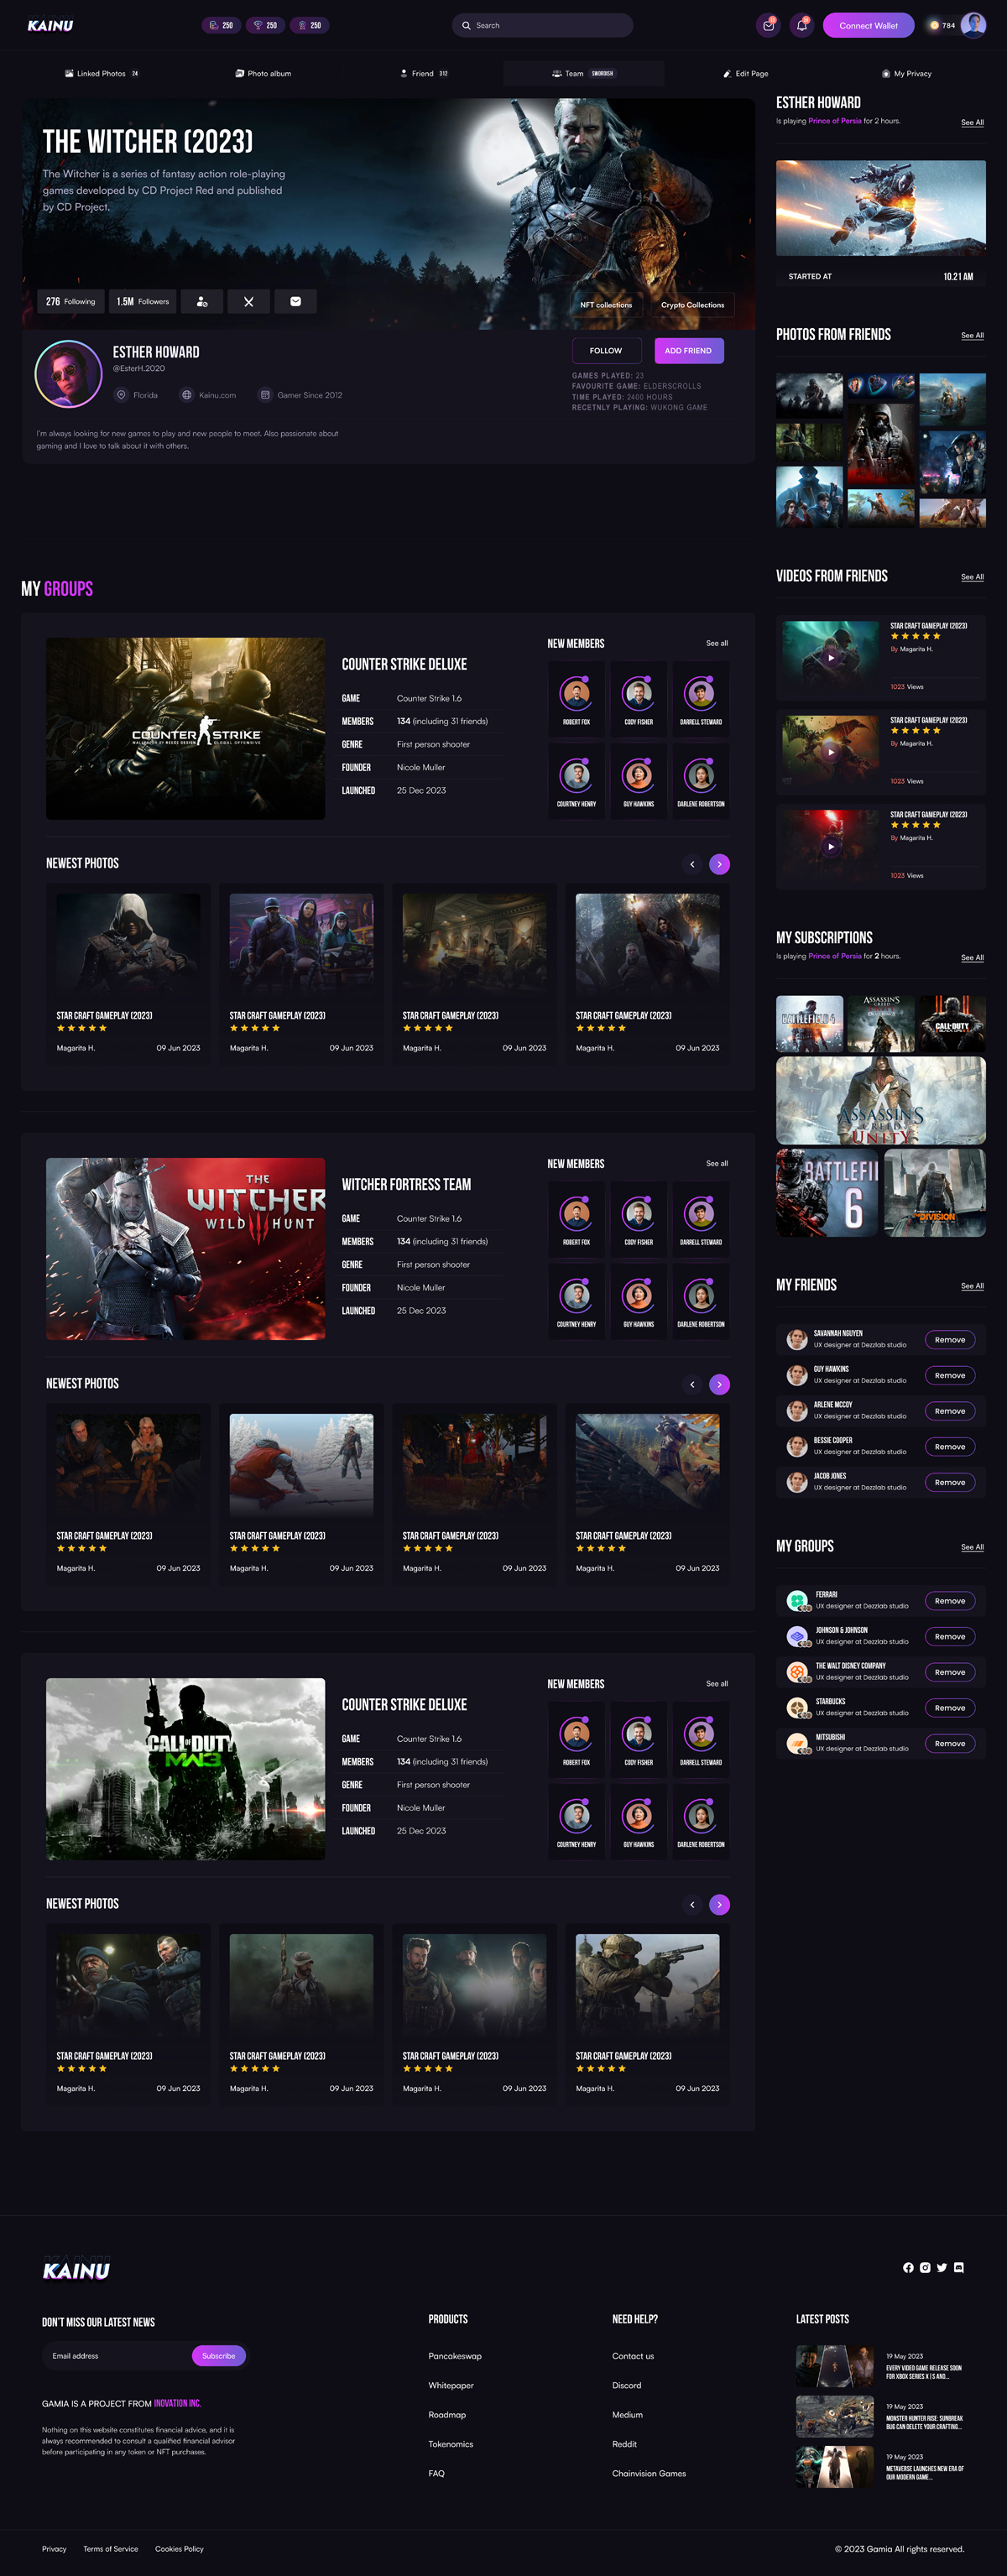 KAINU
250
250
250
Search
Connect Wallet
784
Linked Photos 24
Photo album
Friend 312
Team SWORDISH
Edit Page
My Privacy
THE WITCHER (2023)
The Witcher is a series of fantasy action role-playing
games developed by CD Project Red and published
by CD Project.
276 Following
1.5M Followers
NFT collections
Crypto Collections
ESTHER HOWARD
@EsterH.2020
Florida
Kainu.com
Gamer Since 2012
FOLLOW
ADD FRIEND
GAMES PLAYED: 23
FAVOURITE GAME: ELDERSCROLLS
TIME PLAYED: 2400 HOURS
RECETNLY PLAYING: WUKONG GAME
I'm always looking for new games to play and new people to meet. Also passionate about
gaming and I love to talk about it with others.
MY GROUPS
COUNTER STRIKE
GLOBAL OFFENSIVE
COUNTER STRIKE DELUXE
GAME Counter Strike 1.6
MEMBERS 134 (including 31 friends)
GENRE First person shooter
FOUNDER Nicole Muller
LAUNCHED 25 Dec 2023
NEW MEMBERS
See all
ROBERT FOX
CODY FISHER
DARRELL STEWARD
COURTNEY HENRY
GUY HAWKINS
DARLENE ROBERTSON
NEWEST PHOTOS
STAR CRAFT GAMEPLAY (2023)
Magarita H. 09 Jun 2023
STAR CRAFT GAMEPLAY (2023)
Magarita H. 09 Jun 2023
STAR CRAFT GAMEPLAY (2023)
Magarita H. 09 Jun 2023
STAR CRAFT GAMEPLAY (2023)
Magarita H. 09 Jun 2023
THE
WITCHER
WILD HUNT
WITCHER FORTRESS TEAM
GAME Counter Strike 1.6
MEMBERS 134 (including 31 friends)
GENRE First person shooter
FOUNDER Nicole Muller
LAUNCHED 25 Dec 2023
NEW MEMBERS
See all
ROBERT FOX
CODY FISHER
DARRELL STEWARD
COURTNEY HENRY
GUY HAWKINS
DARLENE ROBERTSON
NEWEST PHOTOS
STAR CRAFT GAMEPLAY (2023)
Magarita H. 09 Jun 2023
STAR CRAFT GAMEPLAY (2023)
Magarita H. 09 Jun 2023
STAR CRAFT GAMEPLAY (2023)
Magarita H. 09 Jun 2023
STAR CRAFT GAMEPLAY (2023)
Magarita H. 09 Jun 2023
CALL OF DUTY
MW3
COUNTER STRIKE DELUXE
GAME Counter Strike 1.6
MEMBERS 134 (including 31 friends)
GENRE First person shooter
FOUNDER Nicole Muller
LAUNCHED 25 Dec 2023
NEW MEMBERS
See all
ROBERT FOX
CODY FISHER
DARRELL STEWARD
COURTNEY HENRY
GUY HAWKINS
DARLENE ROBERTSON
NEWEST PHOTOS
STAR CRAFT GAMEPLAY (2023)
Magarita H. 09 Jun 2023
STAR CRAFT GAMEPLAY (2023)
Magarita H. 09 Jun 2023
STAR CRAFT GAMEPLAY (2023)
Magarita H. 09 Jun 2023
STAR CRAFT GAMEPLAY (2023)
Magarita H. 09 Jun 2023
ESTHER HOWARD
Is playing Prince of Persia for 2 hours.
See All
STARTED AT 10.21 AM
PHOTOS FROM FRIENDS
See All
VIDEOS FROM FRIENDS
See All
STAR CRAFT GAMEPLAY (2023)
By Magarita H.
1023 Views
STAR CRAFT GAMEPLAY (2023)
By Magarita H.
1023 Views
STAR CRAFT GAMEPLAY (2023)
By Magarita H.
1023 Views
MY SUBSCRIPTIONS
Is playing Prince of Persia for 2 hours.
See All
BATTLEFIELD 4
ASSASSIN'S
CREED
CALL OF DUTY
BLACK OPS
ASSASSIN'S
CREED
UNITY
BATTLEFI
6
DIVISION
MY FRIENDS
See All
SAVANNAH NGUYEN
UX designer at Dezzlab studio
Remove
GUY HAWKINS
UX designer at Dezzlab studio
Remove
ARLENE MCCOY
UX designer at Dezzlab studio
Remove
BESSIE COOPER
UX designer at Dezzlab studio
Remove
JACOB JONES
UX designer at Dezzlab studio
Remove
MY GROUPS
See All
FERRARI
UX designer at Dezzlab studio
Remove
JOHNSON & JOHNSON
UX designer at Dezzlab studio
Remove
THE WALT DISNEY COMPANY
UX designer at Dezzlab studio
Remove
STARBUCKS
UX designer at Dezzlab studio
Remove
MITSUBISHI
UX designer at Dezzlab studio
Remove
KAINU
DON'T MISS OUR LATEST NEWS
Email address
Subscribe
GAMIA IS A PROJECT FROM INOVATION INC.
Nothing on this website constitutes financial advice, and it is
always recommended to consult a qualified financial advisor
before participating in any token or NFT purchases.
PRODUCTS
Pancakeswap
Whitepaper
Roadmap
Tokenomics
FAQ
NEED HELP?
Contact us
Discord
Medium
Reddit
Chainvision Games
LATEST POSTS
19 May 2023
EVERY VIDEO GAME RELEASE SOON
FOR XBOX SERIES X | S AND...
19 May 2023
MONSTER HUNTER RISE: SUNBREAK
BUG CAN DELETE YOUR CRAFTING...
19 May 2023
METAVERSE LAUNCHES NEW ERA OF
OUR MODERN GAME...
Privacy
Terms of Service
Cookies Policy
© 2023 Gamia All rights reserved.